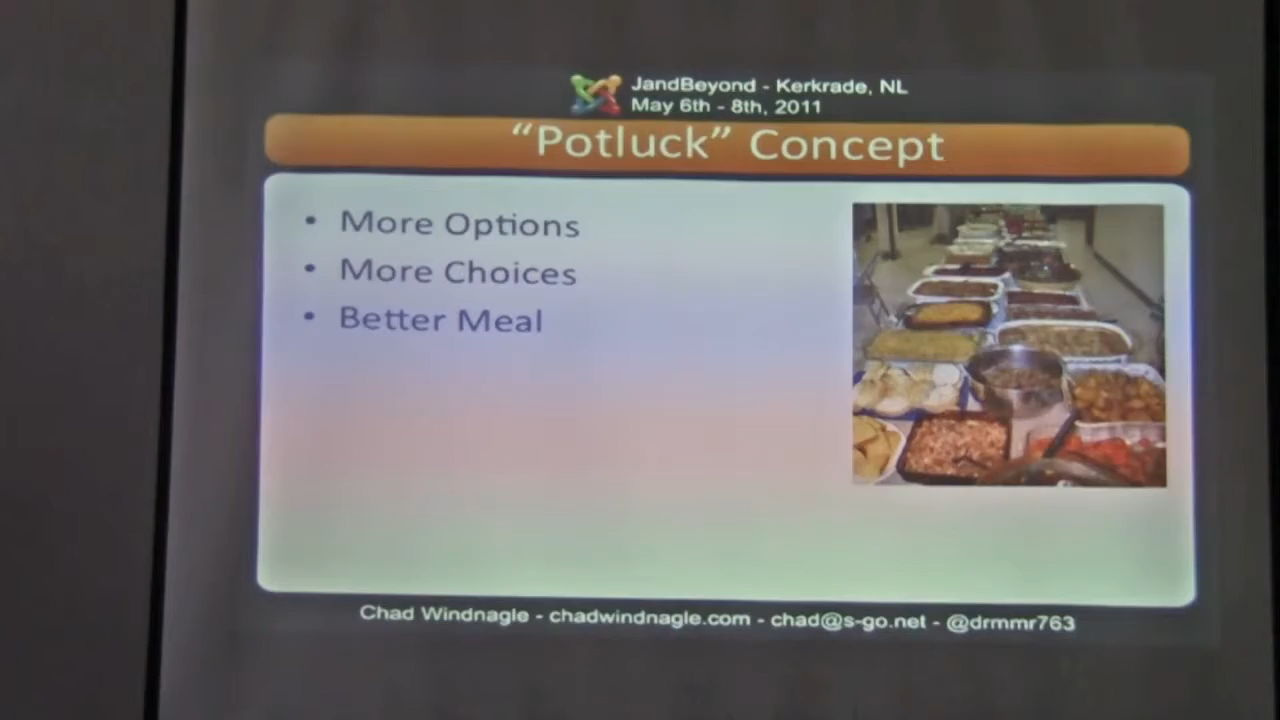 JandBeyond - Kerkrade, NL
May 6th - 8th, 2011
“Potluck” Concept
• More Options
• More Choices
• Better Meal
Chad Windnagle - chadwindnagle.com - chad@s-go.net - @drmmr763